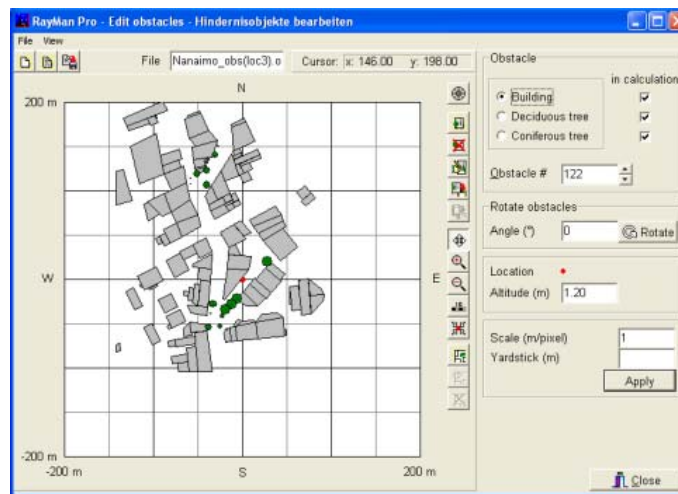 RayMan Pro - Edit obstacles - Hindernisobjekte bearbeiten
File View
File Nanaimo_obs(loc3).o Cursor: x: 146.00 y: 198.00
N
200 m
W
E
-200 m
-200 m
S
200 m
Obstacle
in calculation
Building
Deciduous tree
Coniferous tree
Obstacle # 122
Rotate obstacles
Angle (°) 0 Rotate
Location
Altitude (m) 1.20
Scale (m/pixel) 1
Yardstick (m)
Apply
Close